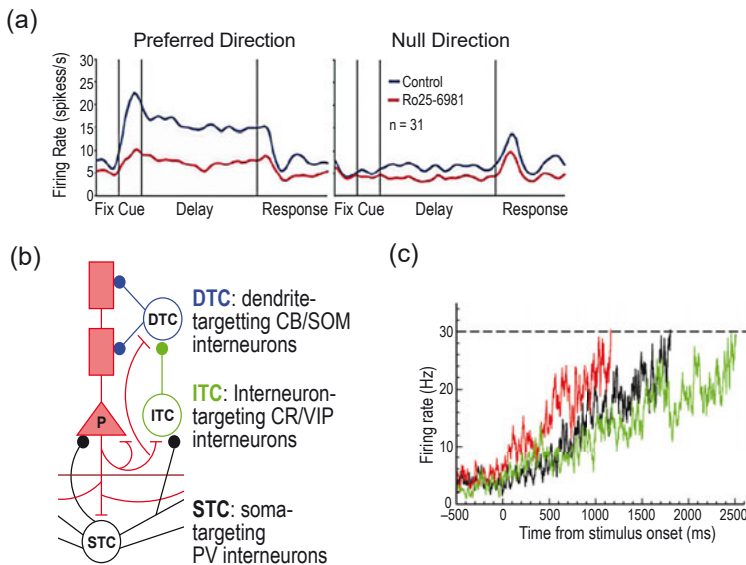 (a)
Preferred Direction
Null Direction
Firing Rate (spikess/s)
30
25
20
15
10
5
0
Control
Ro25-6981
n = 31
Fix Cue Delay Response
Fix Cue Delay Response
(b)
DTC
ITC
P
STC
DTC: dendrite-
targetting CB/SOM
interneurons
ITC: Interneuron-
targeting CR/VIP
interneurons
STC: soma-
targeting
PV interneurons
(c)
Firing rate (Hz)
30
20
10
0
-500 0 500 1000 1500 2000 2500
Time from stimulus onset (ms)